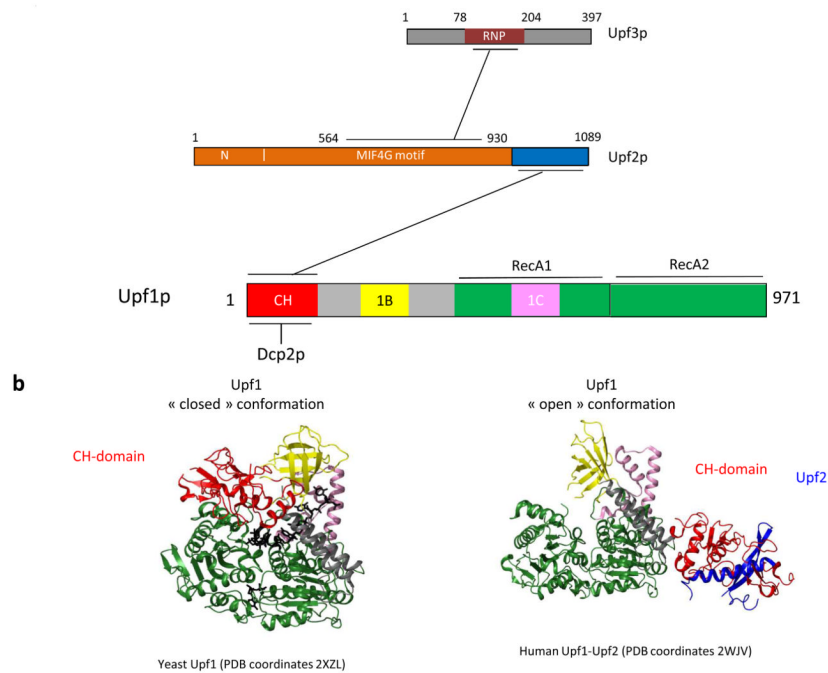 1 78 204 397
RNP
Upf3p
1 564 930 1089
N MIF4G motif
Upf2p
RecA1 RecA2
Upf1p 1 CH 1B 1C 971
Dcp2p
b
Upf1
« closed » conformation
CH-domain
Yeast Upf1 (PDB coordinates 2XZL)
Upf1
« open » conformation
CH-domain
Upf2
Human Upf1-Upf2 (PDB coordinates 2WJV)